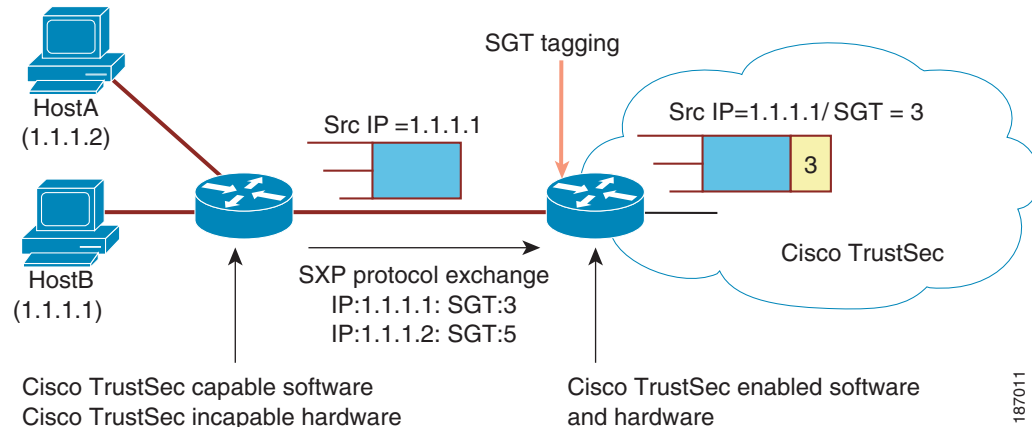 SGT tagging
HostA
(1.1.1.2)
Src IP =1.1.1.1
Src IP=1.1.1.1/ SGT = 3
3
HostB
(1.1.1.1)
SXP protocol exchange
IP:1.1.1.1: SGT:3
IP:1.1.1.2: SGT:5
Cisco TrustSec
Cisco TrustSec capable software
Cisco TrustSec incapable hardware
Cisco TrustSec enabled software
and hardware
187011